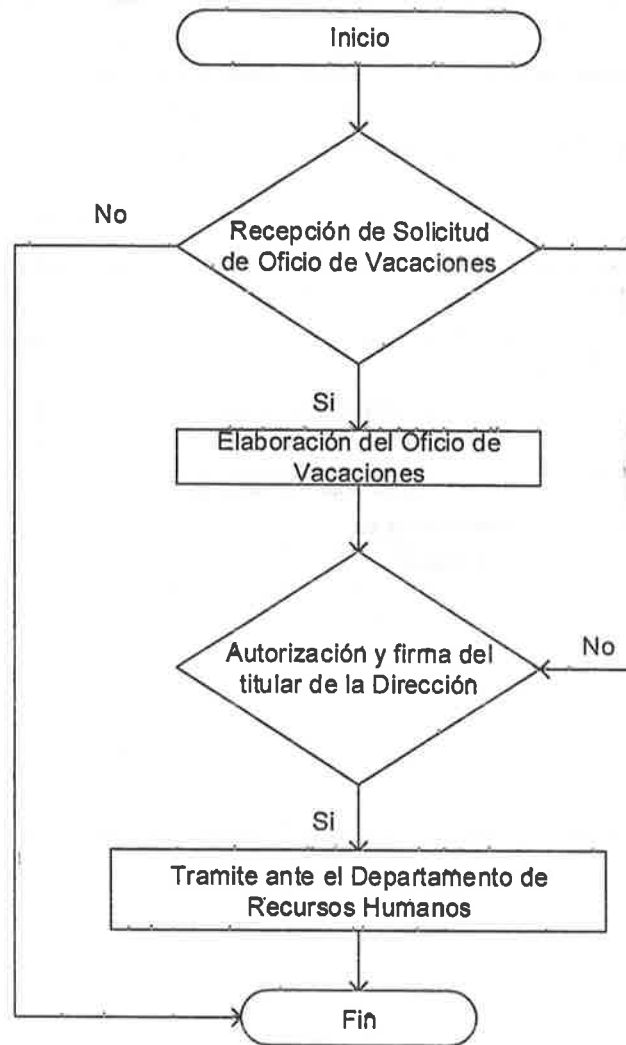 Inicio
No
Recepción de Solicitud
de Oficio de Vacaciones
Si
Elaboración del Oficio de
Vacaciones
Autorización y firma del
titular de la Dirección
No
Si
Tramite ante el Departamento de
Recursos Humanos
Fin